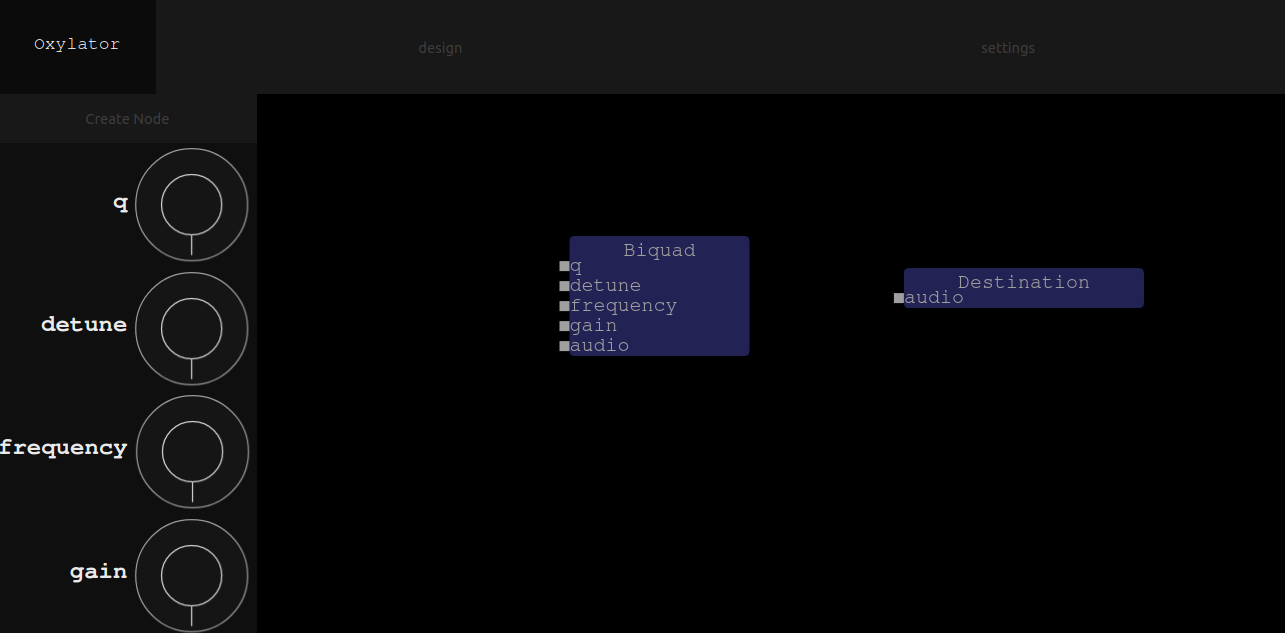 Oxylator
design
settings
Create Node
q
detune
frequency
gain
Biquad
q
detune
frequency
gain
audio
Destination
audio